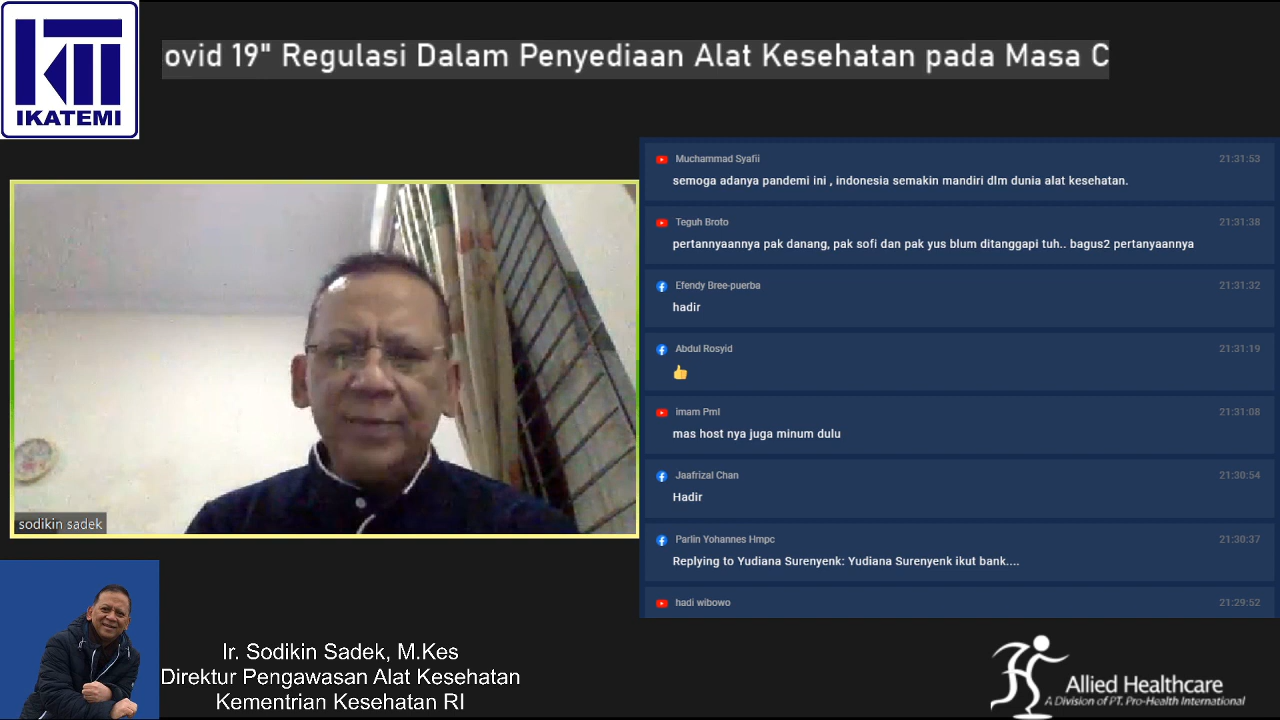 IKATEMI
ovid 19" Regulasi Dalam Penyediaan Alat Kesehatan pada Masa C
sodikin sadek
Muchammad Syafii 21:31:53
semoga adanya pandemi ini , indonesia semakin mandiri dlm dunia alat kesehatan.
Teguh Broto 21:31:38
pertannyaannya pak danang, pak sofi dan pak yus blum ditanggapi tuh.. bagus2 pertanyaannya
Efendy Bree-puerba 21:31:32
hadir
Abdul Rosyid 21:31:19
👍
imam Pml 21:31:08
mas host nya juga minum dulu
Jaafrizal Chan 21:30:54
Hadir
Parlin Yohannes Hmpc 21:30:37
Replying to Yudiana Surenyenk: Yudiana Surenyenk ikut bank....
hadi wibowo 21:29:52
Ir. Sodikin Sadek, M.Kes
Direktur Pengawasan Alat Kesehatan
Kementrian Kesehatan RI
Allied Healthcare
A Division of PT. Pro-Health International